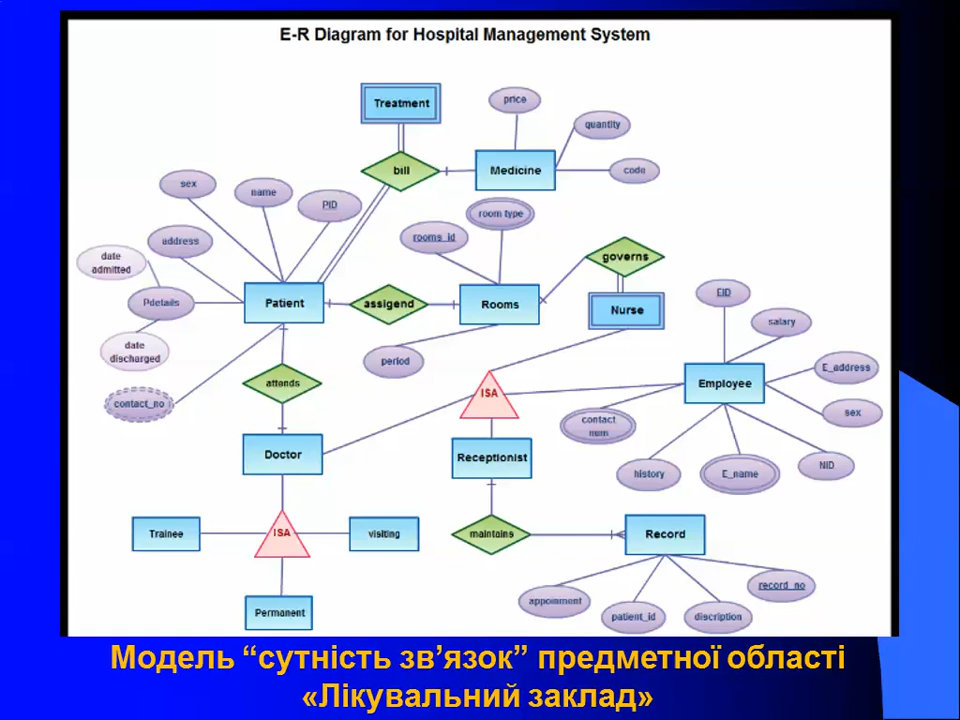 E-R Diagram for Hospital Management System
Treatment
price
quantity
bill
Medicine
code
sex
name
PID
room type
address
rooms_id
governs
date
admitted
Pdetails
Patient
assigend
Rooms
Nurse
EID
salary
date
discharged
period
E_address
attends
ISA
Employee
contact_no
sex
contact
num
Doctor
Receptionist
history
E_name
NID
Trainee
ISA
visiting
maintains
Record
Permanent
appoinment
patient_id
discription
record_no
Модель “сутність зв’язок” предметної області
«Лікувальний заклад»